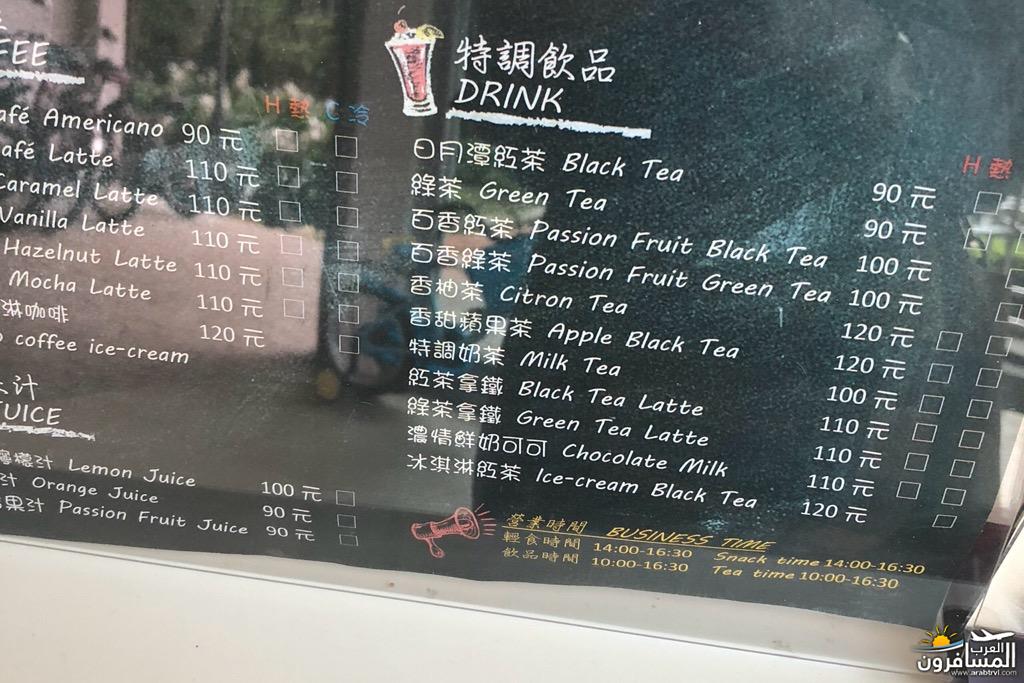 FEE
H 熱 C 冷
afé Americano 90 元
afé Latte 110 元
Caramel Latte 110 元
Vanilla Latte 110 元
Hazelnut Latte 110 元
Mocha Latte 110 元
淋咖啡 120 元
coffee ice-cream
汁
JUICE
檸檬汁 Lemon Juice 100 元
汁 Orange Juice 90 元
果汁 Passion Fruit Juice 90 元
特調飲品
DRINK
H 熱
日月潭紅茶 Black Tea 90 元
綠茶 Green Tea 90 元
百香紅茶 Passion Fruit Black Tea 100 元
百香綠茶 Passion Fruit Green Tea 100 元
香柚茶 Citron Tea 120 元
香甜蘋果茶 Apple Black Tea 120 元
特調奶茶 Milk Tea 100 元
紅茶拿鐵 Black Tea Latte 110 元
綠茶拿鐵 Green Tea Latte 110 元
濃情鮮奶可可 Chocolate Milk 110 元
冰淇淋紅茶 Ice-cream Black Tea 120 元
營業時間 BUSINESS TIME
輕食時間 14:00-16:30 Snack time 14:00-16:30
飲品時間 10:00-16:30 Tea time 10:00-16:30
العرب
المسافرون
www.arabtrvl.com